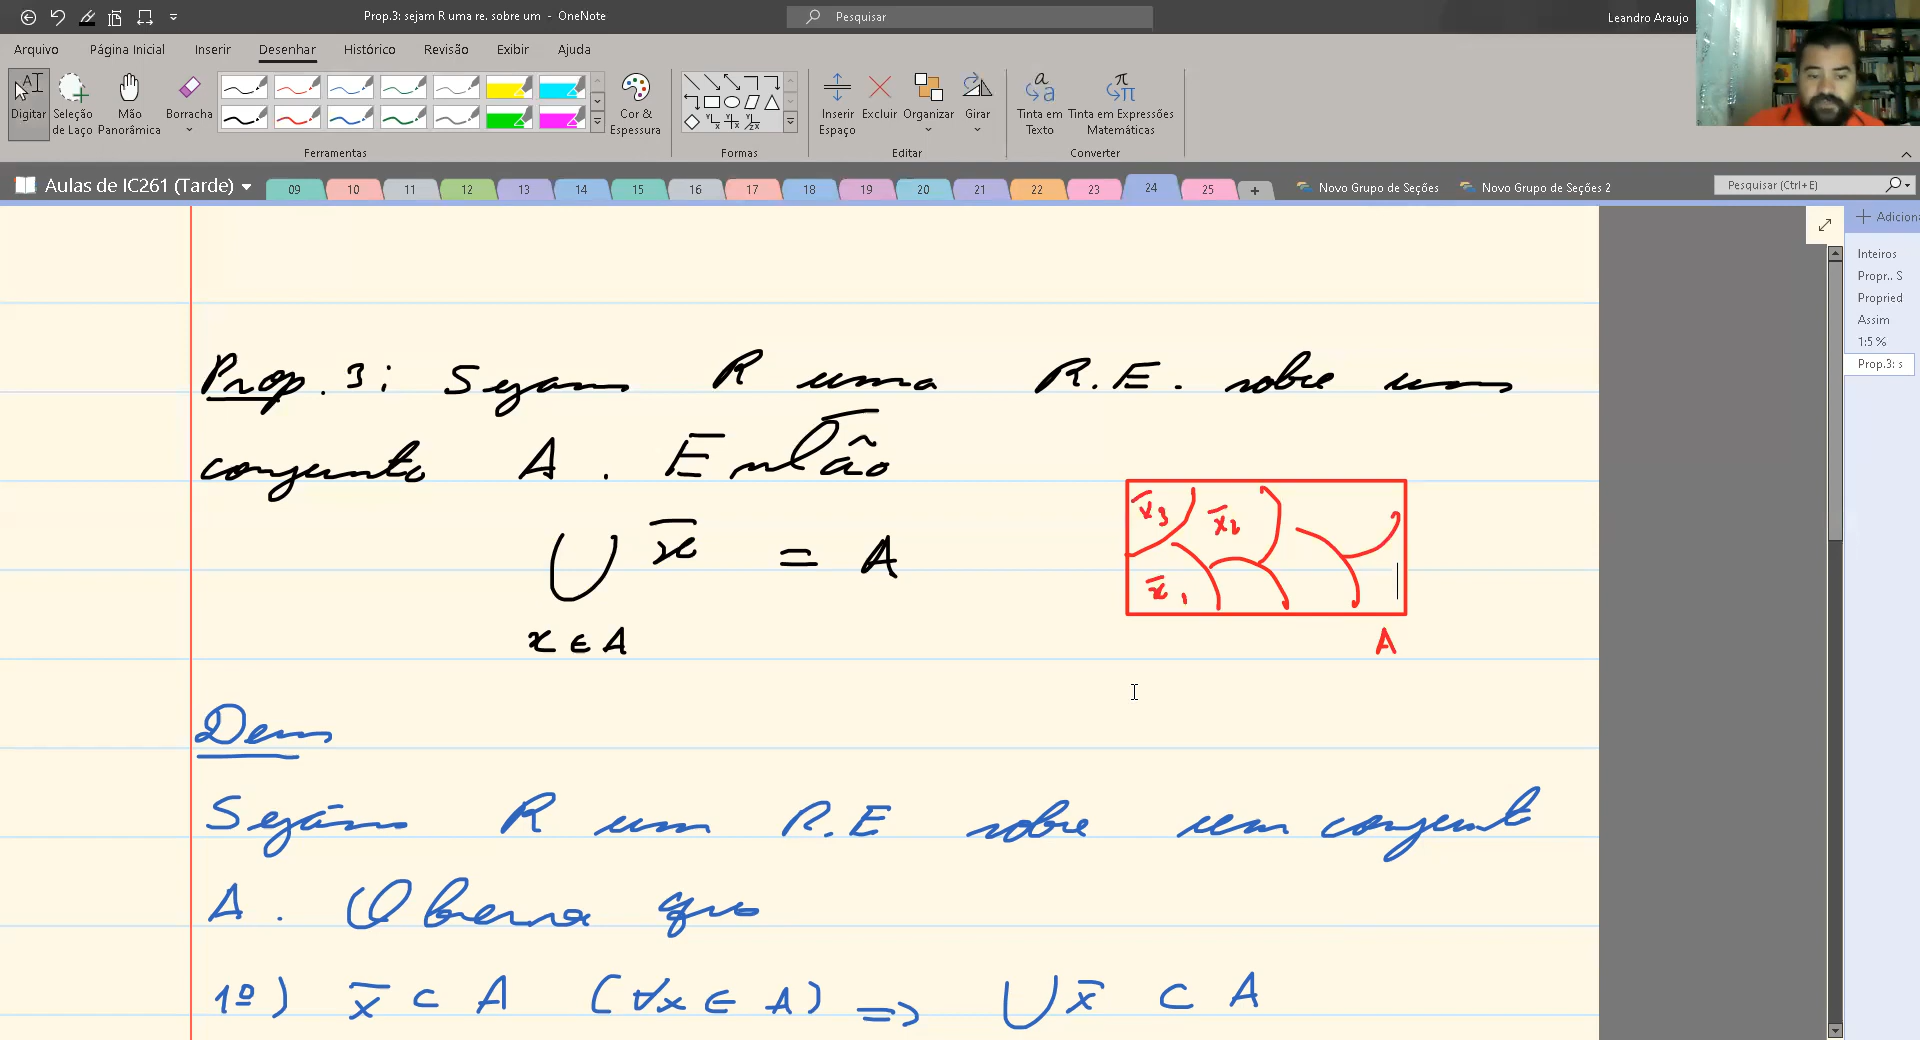 Prop.3: sejam R uma re. sobre um - OneNote
Pesquisar
Leandro Araujo
Arquivo Página Inicial Inserir Desenhar Histórico Revisão Exibir Ajuda
Digitar Seleção de Laço Mão Panorâmica Borracha
Cor & Espessura
Inserir Espaço Excluir Organizar Girar
Tinta em Texto Tinta em Expressões Matemáticas
Ferramentas Formas Editar Converter
Aulas de IC261 (Tarde) 09 10 11 12 13 14 15 16 17 18 19 20 21 22 23 24 25 + Novo Grupo de Seções Novo Grupo de Seções 2 Pesquisar (Ctrl+E)
Adiciona
Inteiros
Propr.. S
Propried
Assim
1:5 %
Prop.3: s
Prop. 3: Sejam R uma R.E. sobre um
conjunto A. Então
∪ x̄ = A
x ∈ A
x̄3 x̄2
x̄1
A
Dem
Sejam R um R.E sobre um conjunto
A. Observa que
1º) x̄ ⊂ A (∀x ∈ A) => ∪x̄ ⊂ A